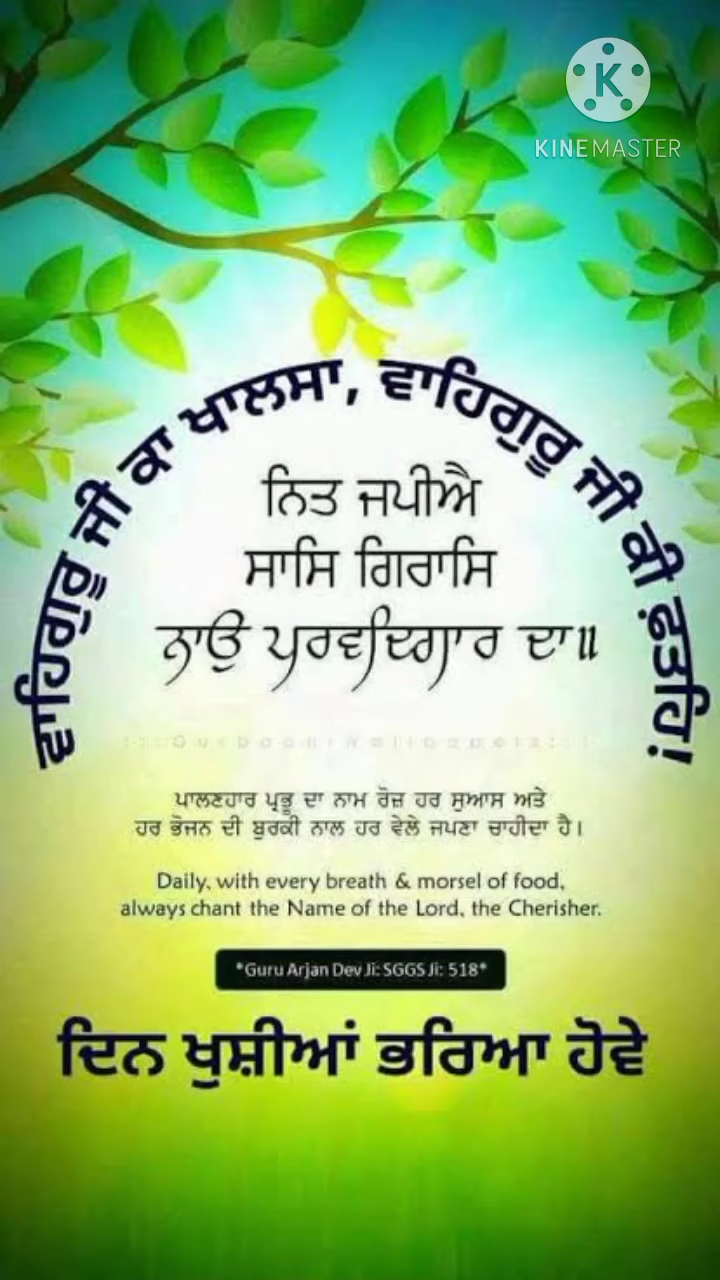 K
KINEMASTER
ਵਾਹਿਗੁਰੂ ਜੀ ਕਾ ਖਾਲਸਾ, ਵਾਹਿਗੁਰੂ ਜੀ ਕੀ ਫ਼ਤਹਿ!
ਨਿਤ ਜਪੀਐ
ਸਾਸਿ ਗਿਰਾਸਿ
ਨਾਉ ਪਰਵਦਿਗਾਰ ਦਾ॥
ਪਾਲਣਹਾਰ ਪ੍ਰਭੂ ਦਾ ਨਾਮ ਰੋਜ਼ ਹਰ ਸੁਆਸ ਅਤੇ
ਹਰ ਭੋਜਨ ਦੀ ਬੁਰਕੀ ਨਾਲ ਹਰ ਵੇਲੇ ਜਪਣਾ ਚਾਹੀਦਾ ਹੈ।
Daily, with every breath & morsel of food,
always chant the Name of the Lord, the Cherisher.
*Guru Arjan Dev Ji: SGGS Ji: 518*
ਦਿਨ ਖੁਸ਼ੀਆਂ ਭਰਿਆ ਹੋਵੇ